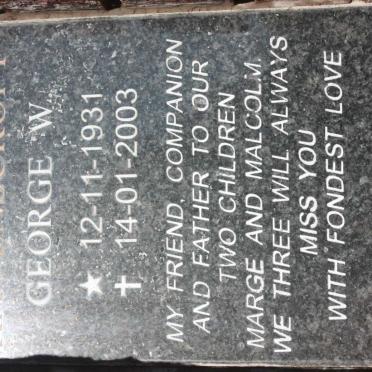 GEORGE W.
★ 12-11-1931
✝ 14-01-2003
MY FRIEND, COMPANION
AND FATHER TO OUR
TWO CHILDREN
MARGE AND MALCOLM.
WE THREE WILL ALWAYS
MISS YOU
WITH FONDEST LOVE